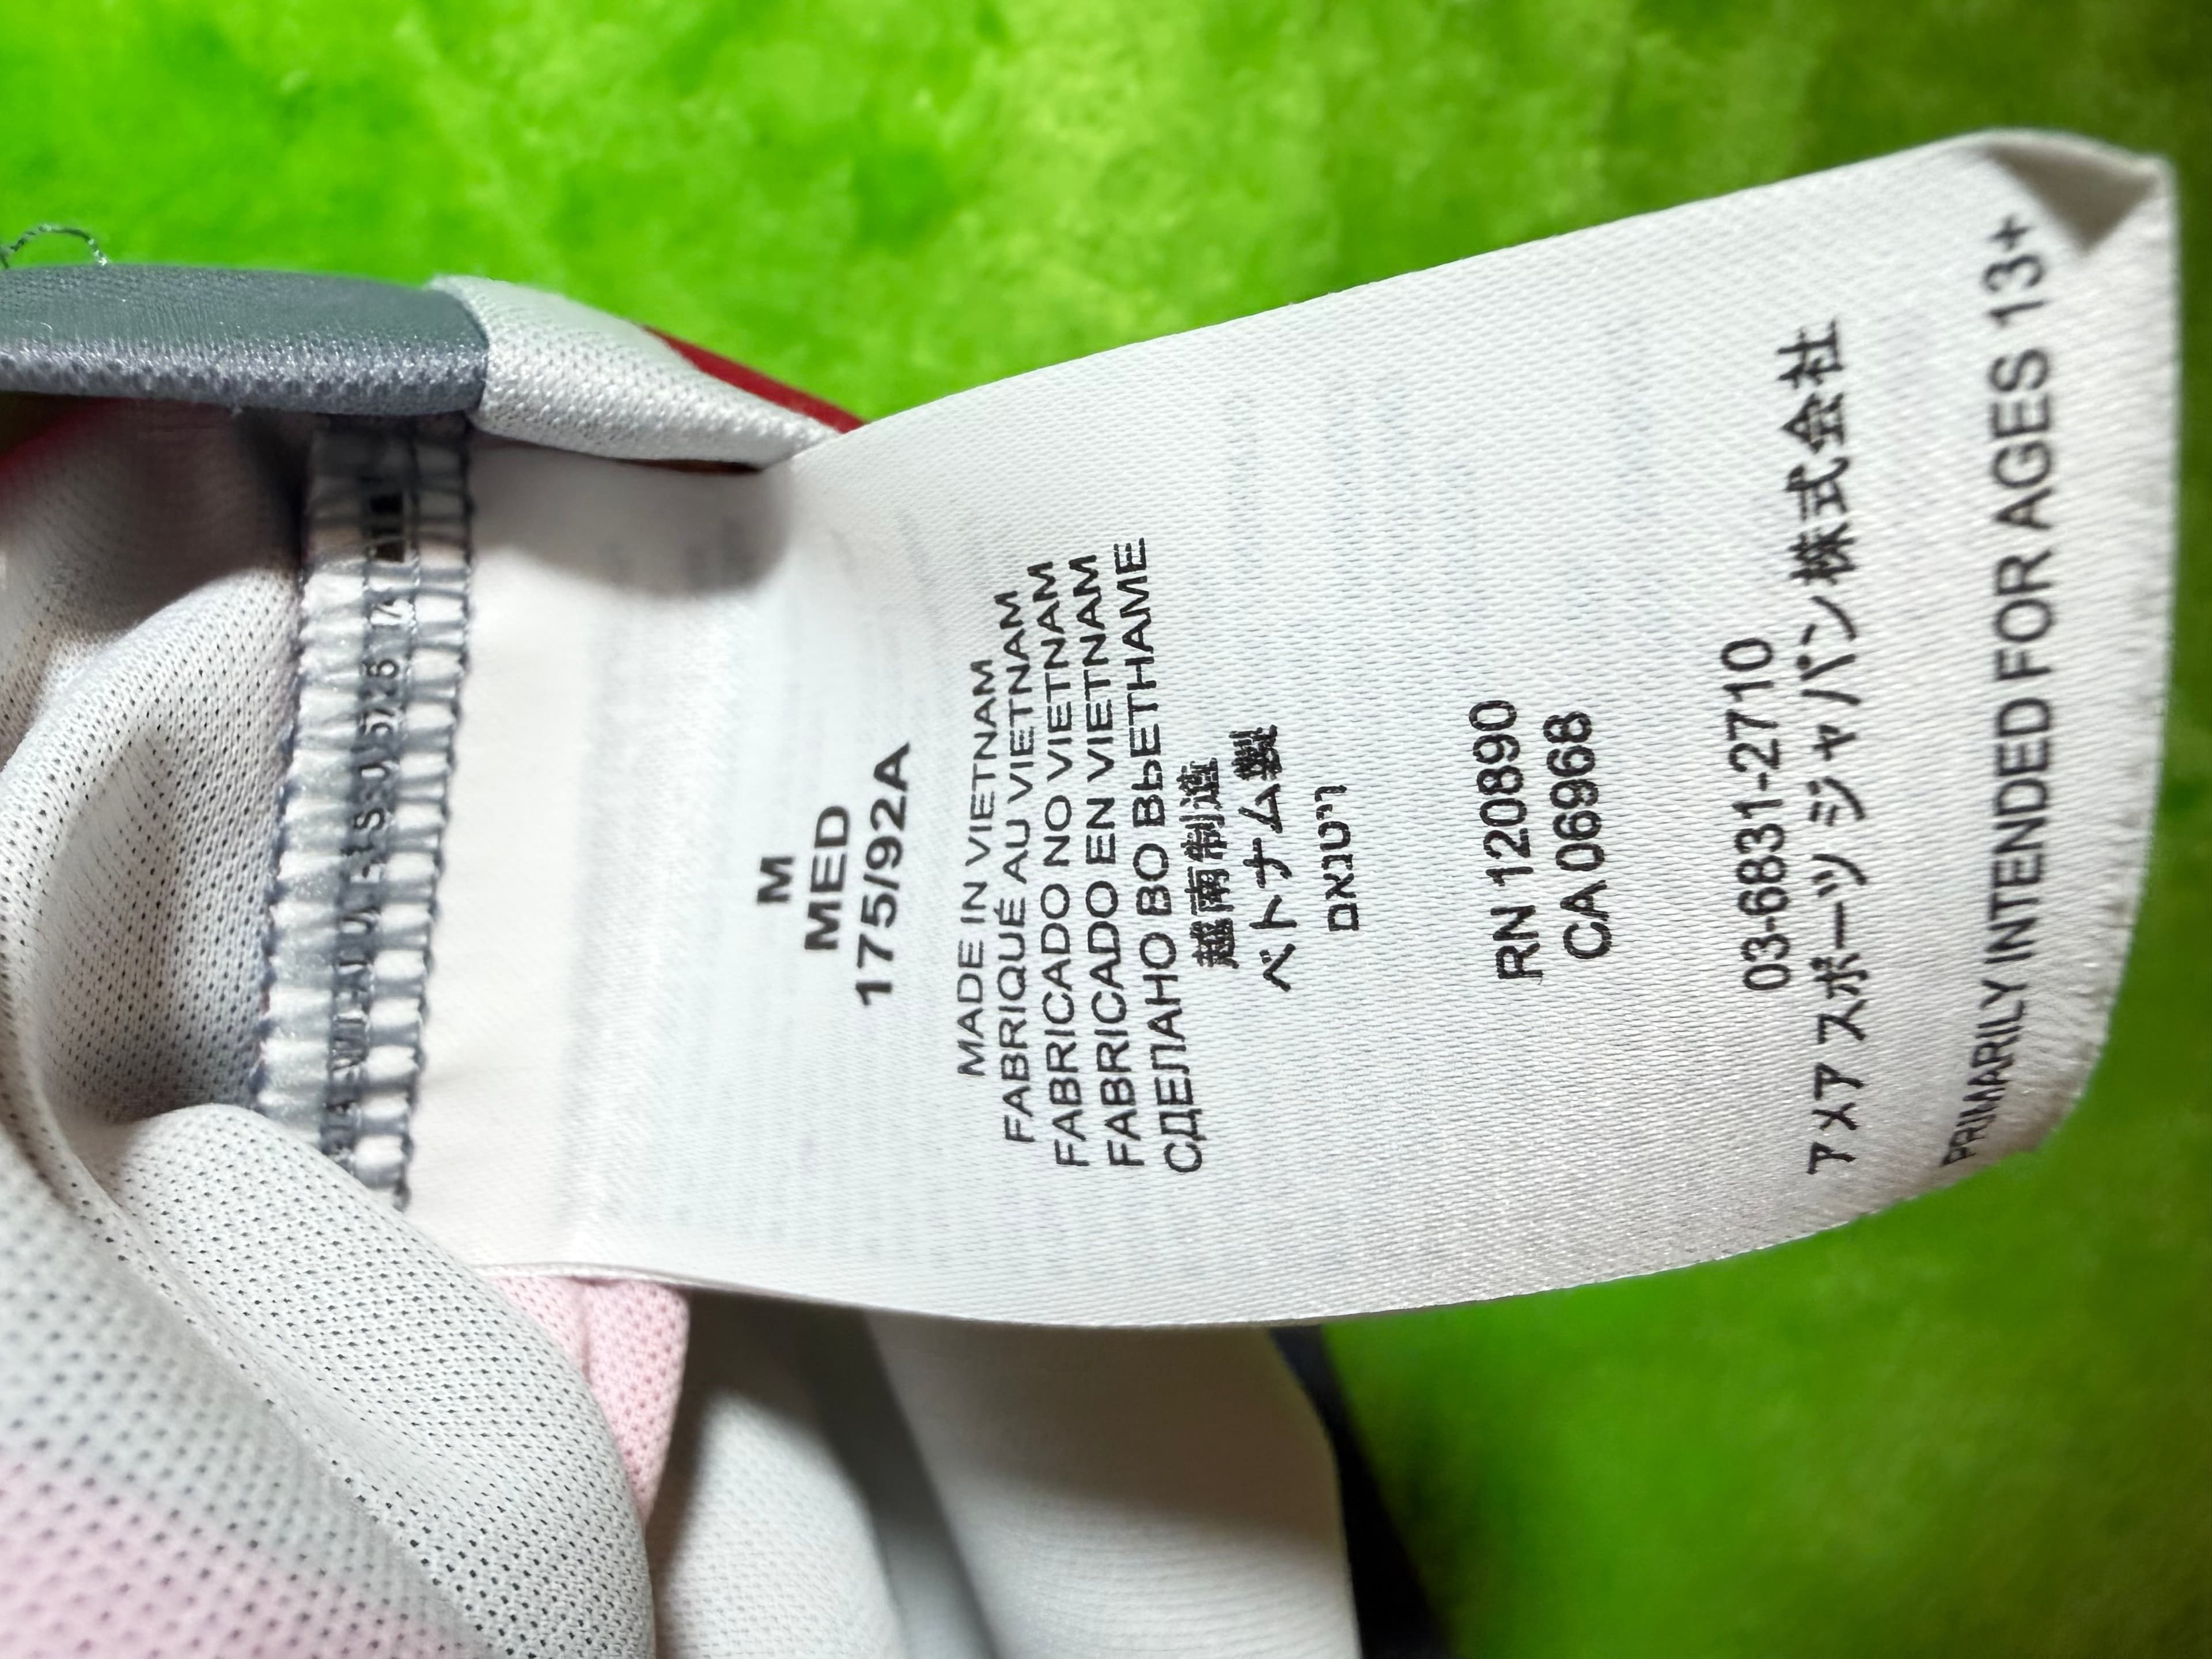 M
MED
175/92A
MADE IN VIETNAM
FABRIQUÉ AU VIETNAM
FABRICADO NO VIETNAM
FABRICADO EN VIETNAM
СДЕЛАНО ВО ВЬЕТНАМЕ
越南制造
ベトナム製
וייטנאם
RN 120890
CA 06968
03-6831-2710
アメア スポーツ ジャパン株式会社
PRIMARILY INTENDED FOR AGES 13+